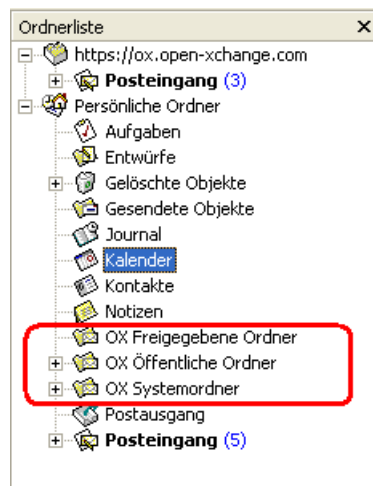 Ordnerliste
https://ox.open-xchange.com
Posteingang (3)
Persönliche Ordner
Aufgaben
Entwürfe
Gelöschte Objekte
Gesendete Objekte
Journal
Kalender
Kontakte
Notizen
OX Freigegebene Ordner
OX Öffentliche Ordner
OX Systemordner
Postausgang
Posteingang (5)